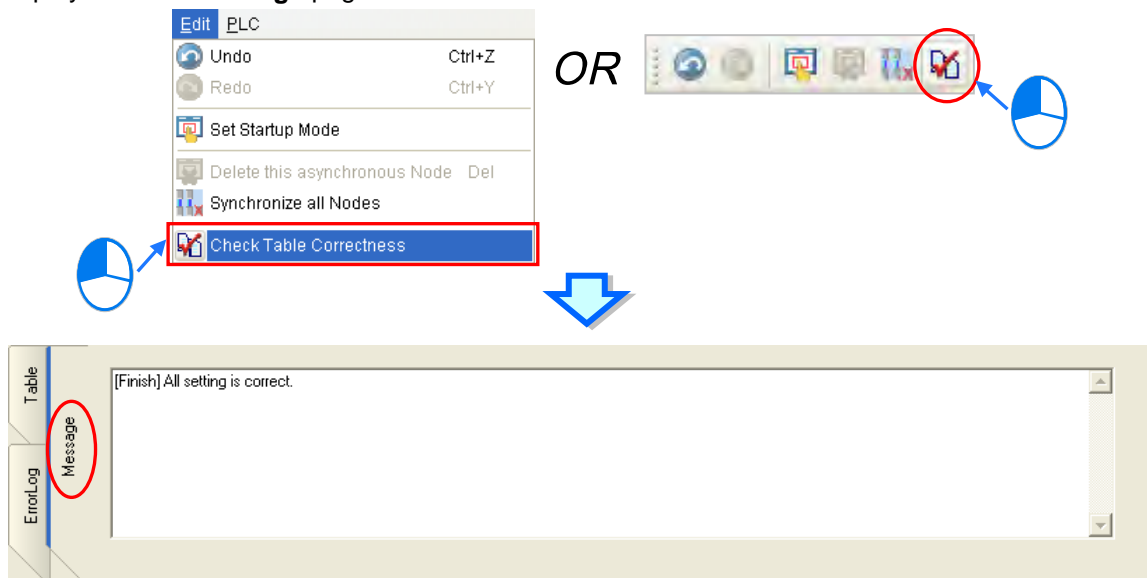 Edit PLC
Undo Ctrl+Z
Redo Ctrl+Y
Set Startup Mode
Delete this asynchronous Node Del
Synchronize all Nodes
Check Table Correctness
OR
Table
Message
ErrorLog
[Finish] All setting is correct.